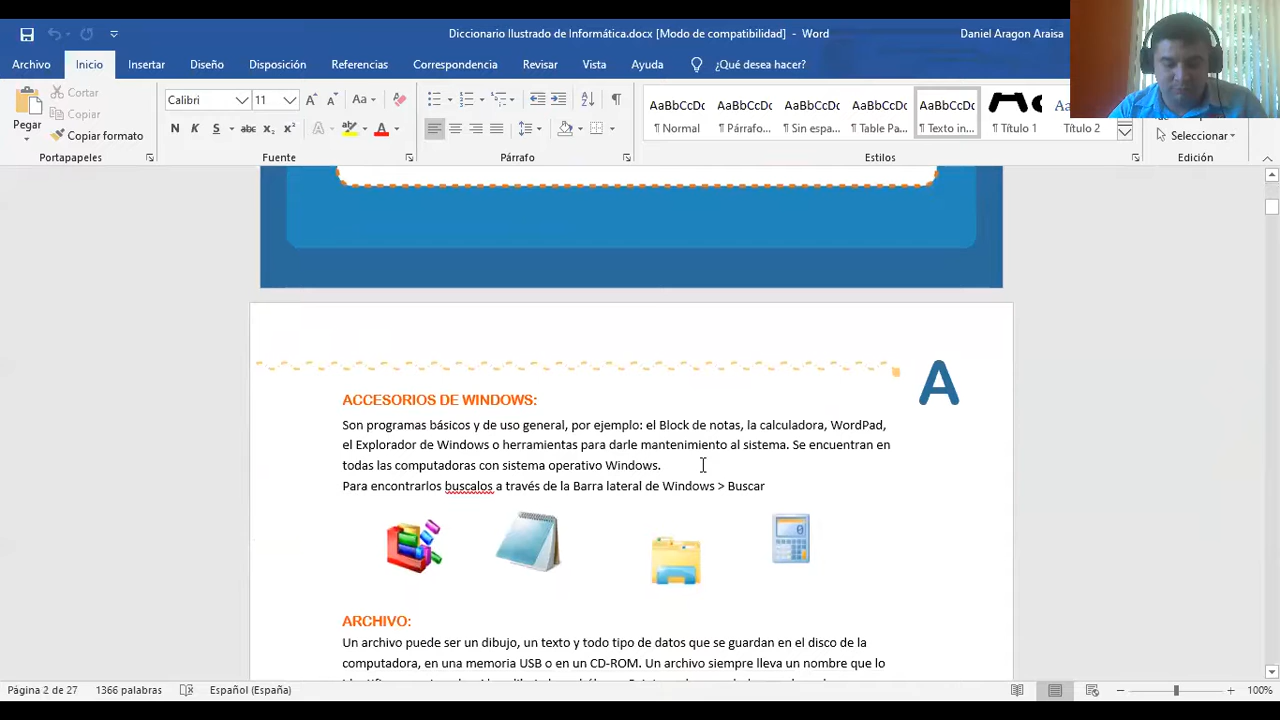 Diccionario Ilustrado de Informática.docx [Modo de compatibilidad] - Word
Daniel Aragon Araisa
Archivo Inicio Insertar Diseño Disposición Referencias Correspondencia Revisar Vista Ayuda ¿Qué desea hacer?
Pegar
Cortar
Copiar
Copiar formato
Portapapeles
Calibri 11
Aa
N K S abc x₂ x² A A
Fuente
Párrafo
AaBbCcDc AaBbCcDc AaBbCcDc AaBbCcDc AaBbCcDc
¶ Normal ¶ Párrafo... ¶ Sin espa... ¶ Table Pa... ¶ Texto in... ¶ Título 1 Título 2
Estilos
Seleccionar
Edición
A
ACCESORIOS DE WINDOWS:
Son programas básicos y de uso general, por ejemplo: el Block de notas, la calculadora, WordPad,
el Explorador de Windows o herramientas para darle mantenimiento al sistema. Se encuentran en
todas las computadoras con sistema operativo Windows.
Para encontrarlos buscalos a través de la Barra lateral de Windows > Buscar
ARCHIVO:
Un archivo puede ser un dibujo, un texto y todo tipo de datos que se guardan en el disco de la
computadora, en una memoria USB o en un CD-ROM. Un archivo siempre lleva un nombre que lo
Página 2 de 27 1366 palabras Español (España) 100%